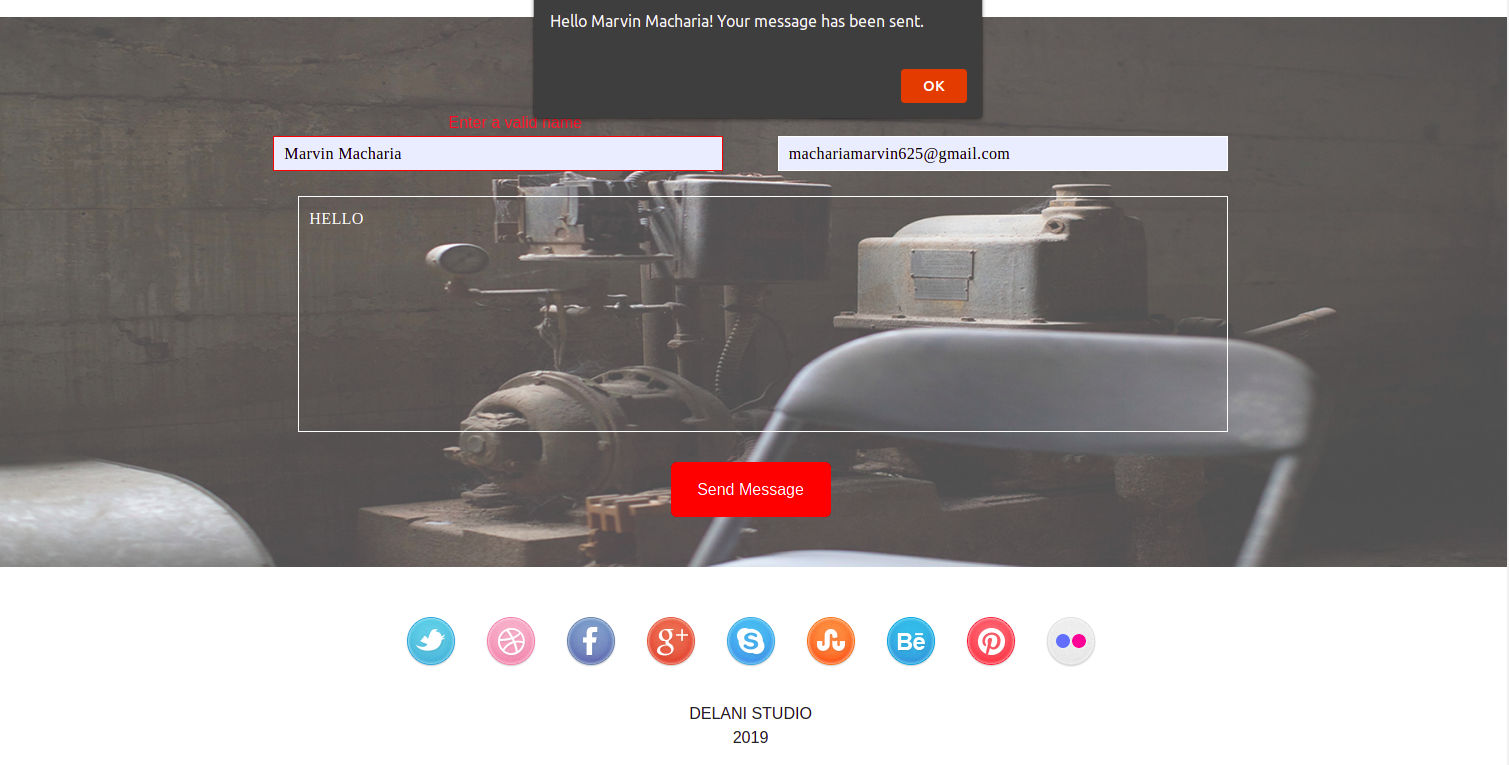 Hello Marvin Macharia! Your message has been sent.
OK
Enter a valid name
Marvin Macharia
machariamarvin625@gmail.com
HELLO
Send Message
g+
Bē
DELANI STUDIO
2019